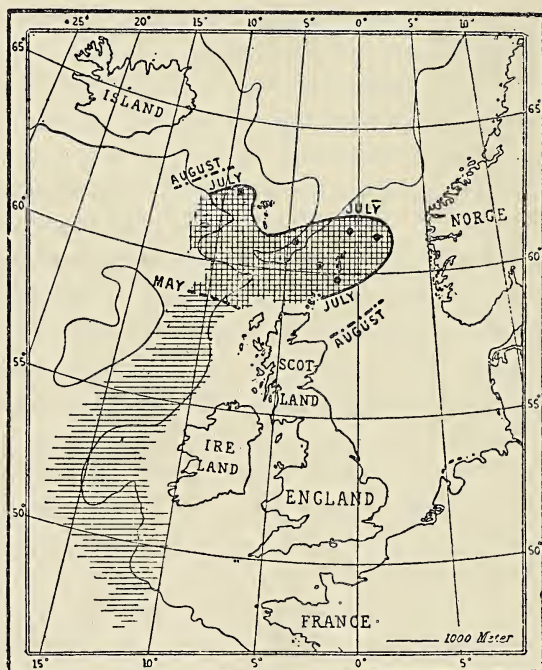 25° 20° 15° 10° 5° 0° 5° 10°
65° 65°
ISLAND
AUGUST
JULY
60° JULY NORGE 60°
MAY
JULY
AUGUST
55° SCOT
LAND 55°
IRE
LAND
ENGLAND
50° 50°
FRANCE
1000 Meter
15° 10° 5° 0° 5°